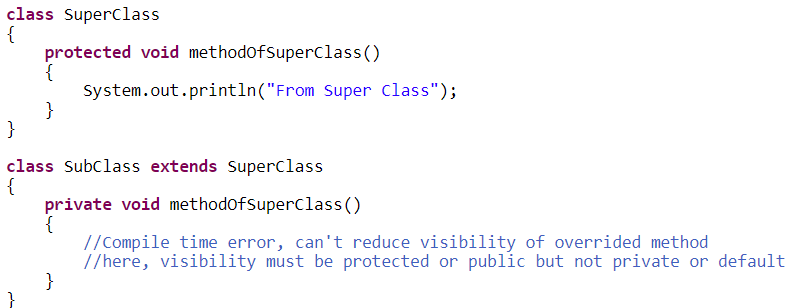 class SuperClass
{
    protected void methodOfSuperClass()
    {
        System.out.println("From Super Class");
    }
}
class SubClass extends SuperClass
{
    private void methodOfSuperClass()
    {
        //Compile time error, can't reduce visibility of overrided method
        //here, visibility must be protected or public but not private or default
    }
}